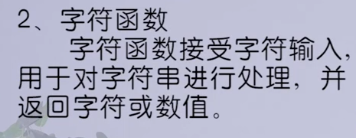 2、字符函数
字符函数接受字符输入,
用于对字符串进行处理，并
返回字符或数值。